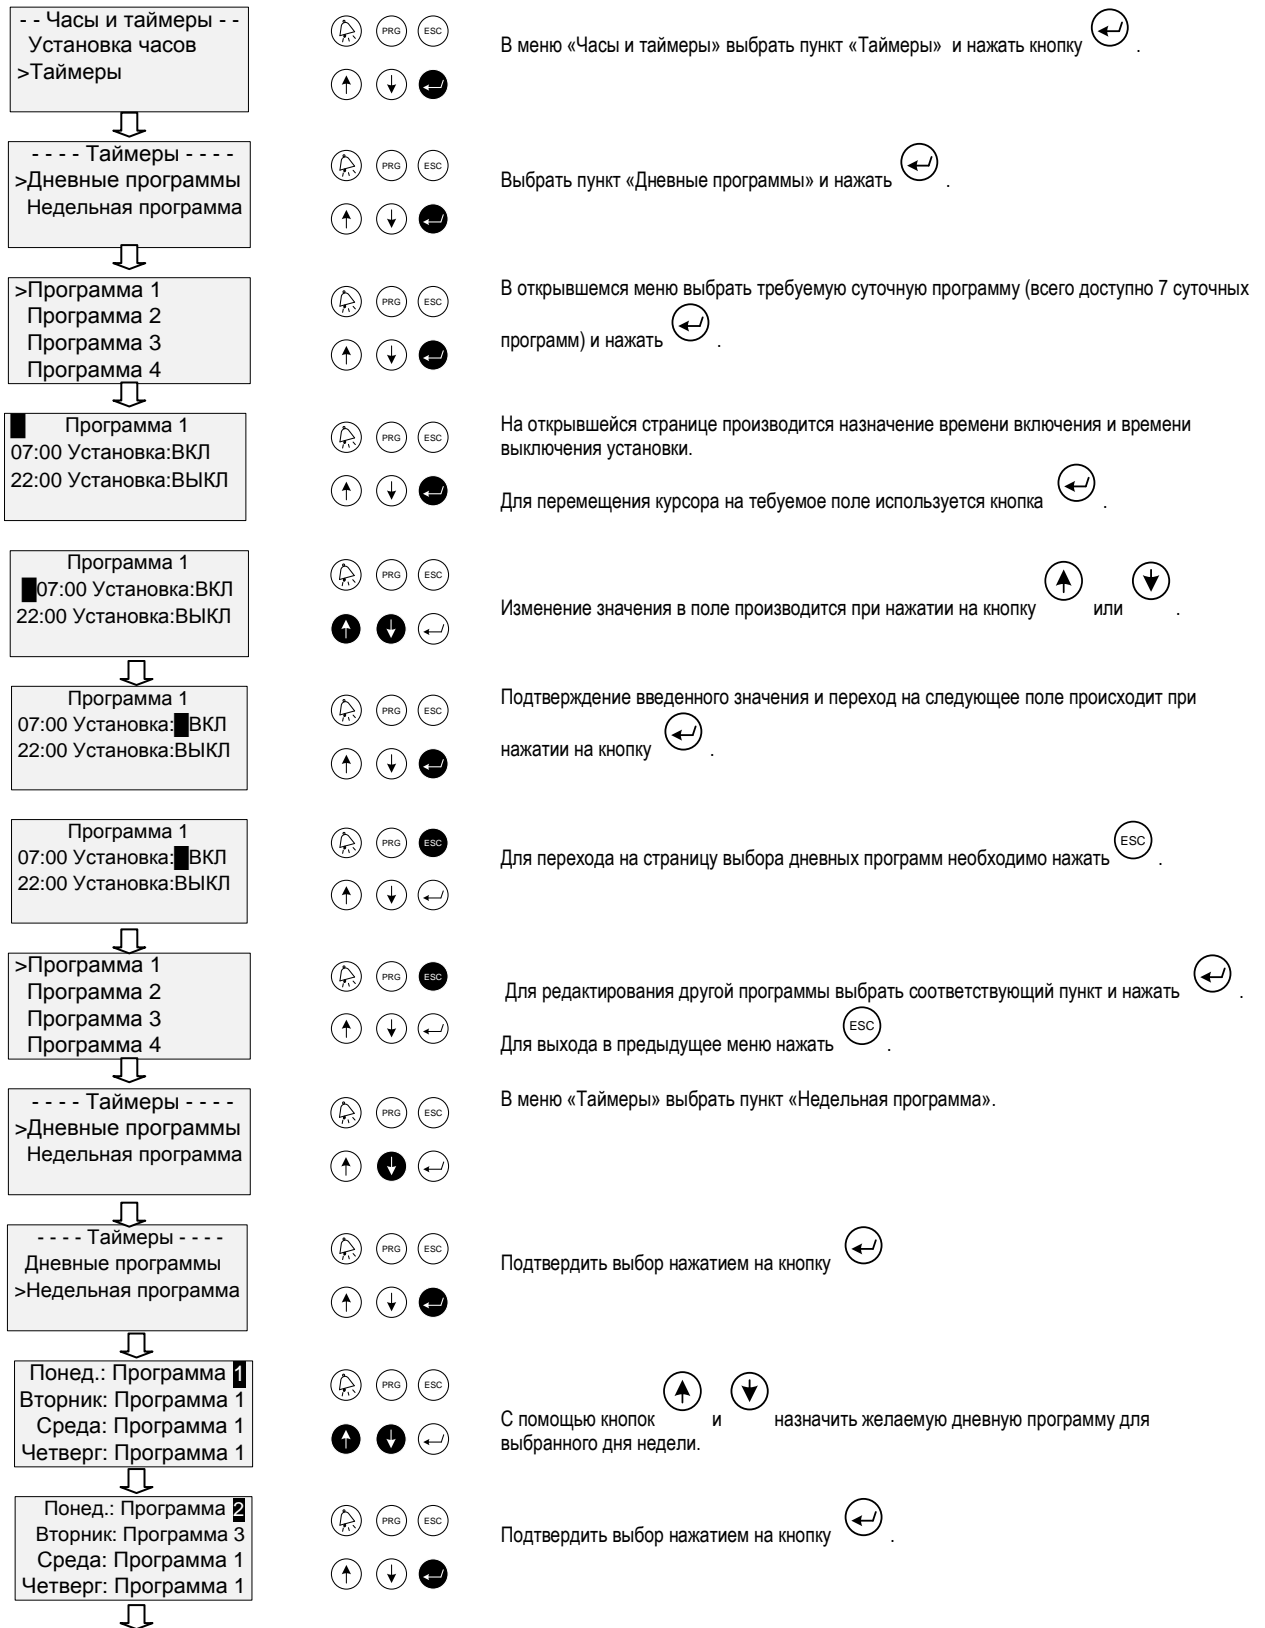 - - Часы и таймеры - -
Установка часов
>Таймеры
PRG ESC
В меню «Часы и таймеры» выбрать пункт «Таймеры» и нажать кнопку .
- - - - Таймеры - - - -
>Дневные программы
Недельная программа
PRG ESC
Выбрать пункт «Дневные программы» и нажать .
>Программа 1
Программа 2
Программа 3
Программа 4
PRG ESC
В открывшемся меню выбрать требуемую суточную программу (всего доступно 7 суточных
программ) и нажать .
Программа 1
07:00 Установка:ВКЛ
22:00 Установка:ВЫКЛ
PRG ESC
На открывшейся странице производится назначение времени включения и времени
выключения установки.
Для перемещения курсора на тебуемое поле используется кнопка .
Программа 1
07:00 Установка:ВКЛ
22:00 Установка:ВЫКЛ
PRG ESC
Изменение значения в поле производится при нажатии на кнопку или .
Программа 1
07:00 Установка: ВКЛ
22:00 Установка:ВЫКЛ
PRG ESC
Подтверждение введенного значения и переход на следующее поле происходит при
нажатии на кнопку .
Программа 1
07:00 Установка: ВКЛ
22:00 Установка:ВЫКЛ
PRG ESC
Для перехода на страницу выбора дневных программ необходимо нажать ESC .
>Программа 1
Программа 2
Программа 3
Программа 4
PRG ESC
Для редактирования другой программы выбрать соответствующий пункт и нажать .
Для выхода в предыдущее меню нажать ESC .
- - - - Таймеры - - - -
>Дневные программы
Недельная программа
PRG ESC
В меню «Таймеры» выбрать пункт «Недельная программа».
- - - - Таймеры - - - -
Дневные программы
>Недельная программа
PRG ESC
Подтвердить выбор нажатием на кнопку
Понед.: Программа 1
Вторник: Программа 1
Среда: Программа 1
Четверг: Программа 1
PRG ESC
С помощью кнопок и назначить желаемую дневную программу для
выбранного дня недели.
Понед.: Программа 2
Вторник: Программа 3
Среда: Программа 1
Четверг: Программа 1
PRG ESC
Подтвердить выбор нажатием на кнопку .